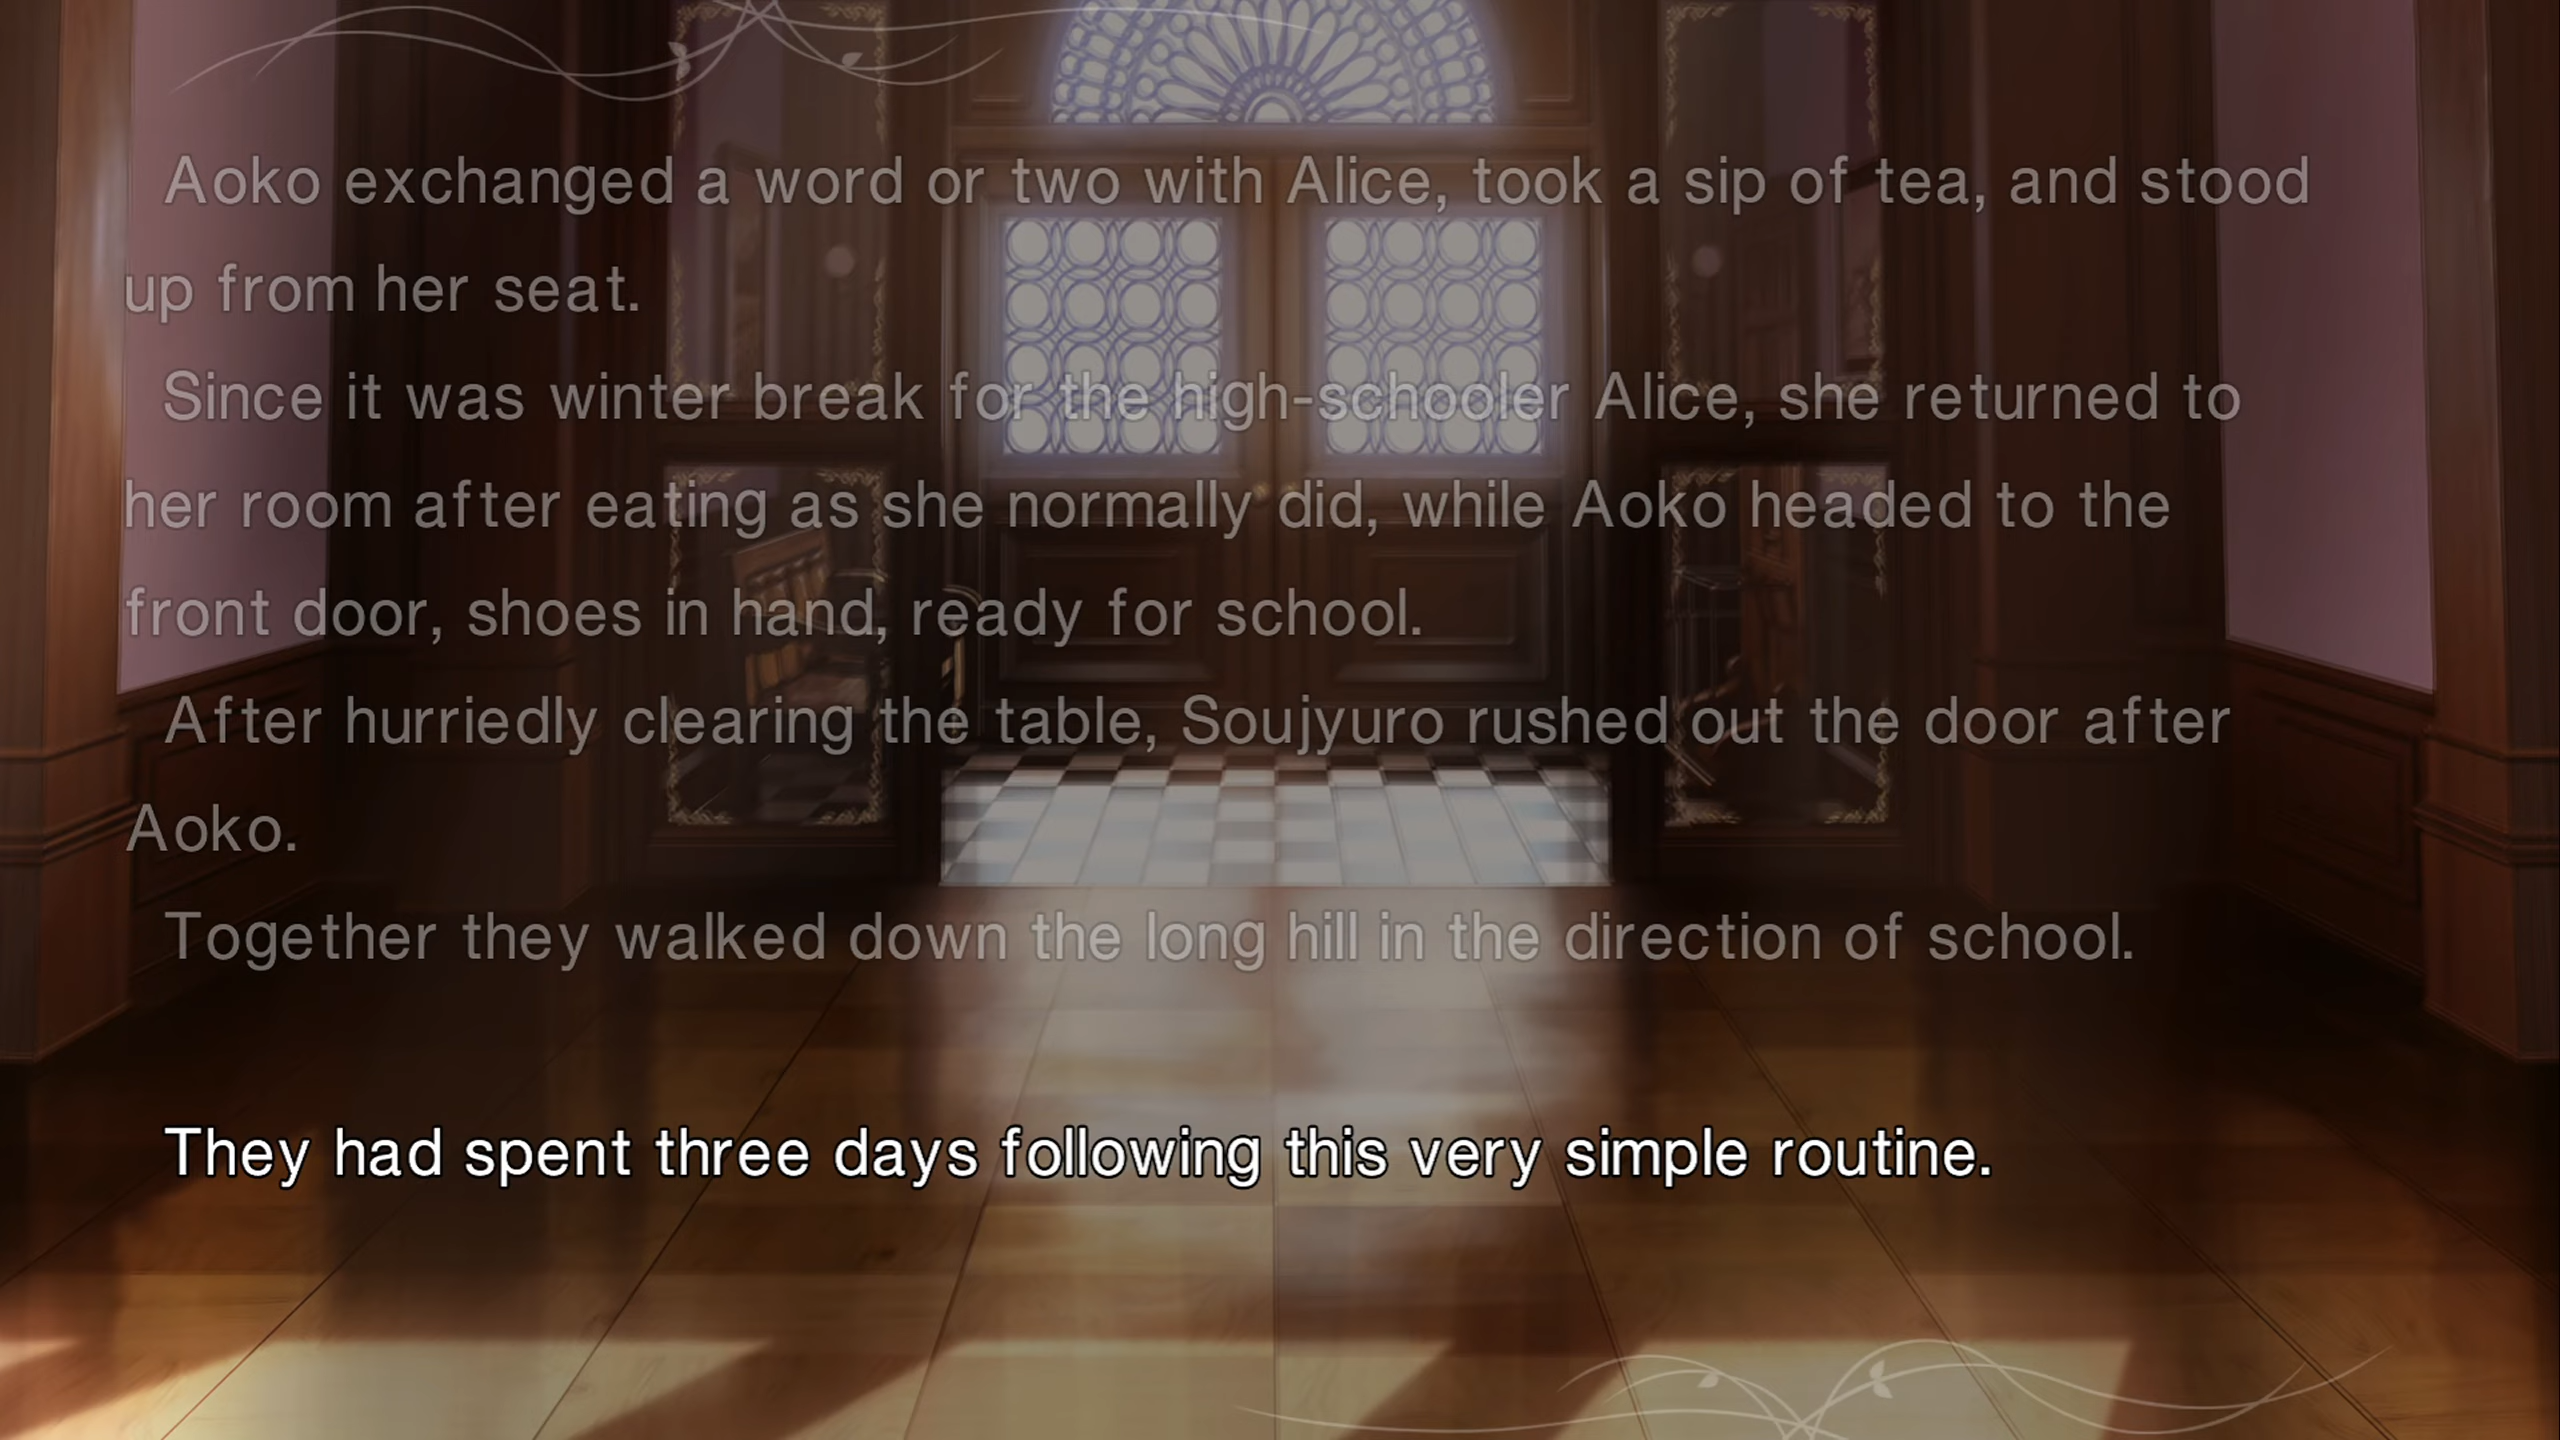 Aoko exchanged a word or two with Alice, took a sip of tea, and stood
up from her seat.
Since it was winter break for the high-schooler Alice, she returned to
her room after eating as she normally did, while Aoko headed to the
front door, shoes in hand, ready for school.
After hurriedly clearing the table, Soujyuro rushed out the door after
Aoko.
Together they walked down the long hill in the direction of school.
They had spent three days following this very simple routine.